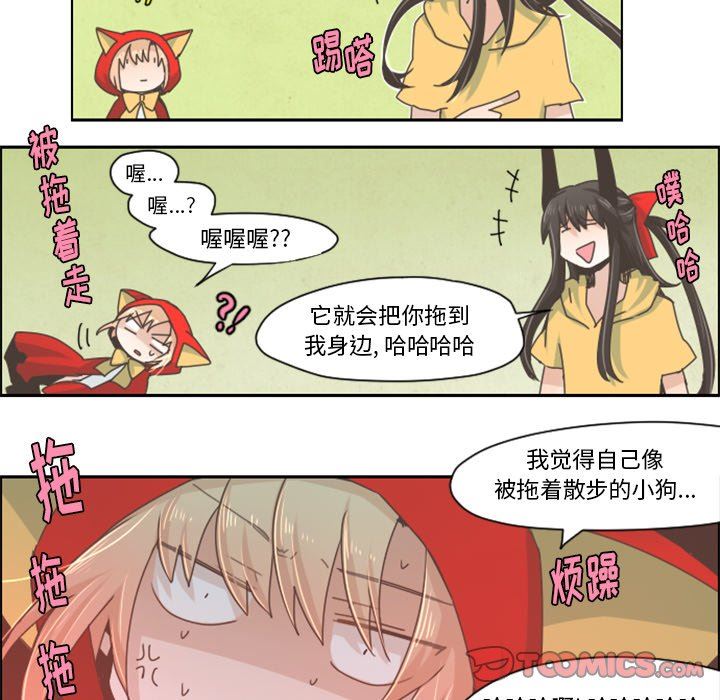 踢嗒
被拖着走
喔...
喔...?
喔喔喔??
噗哈哈
?!
它就会把你拖到
我身边, 哈哈哈哈
拖
拖
拖
我觉得自己像
被拖着散步的小狗...
烦躁
TOOMICS.COM